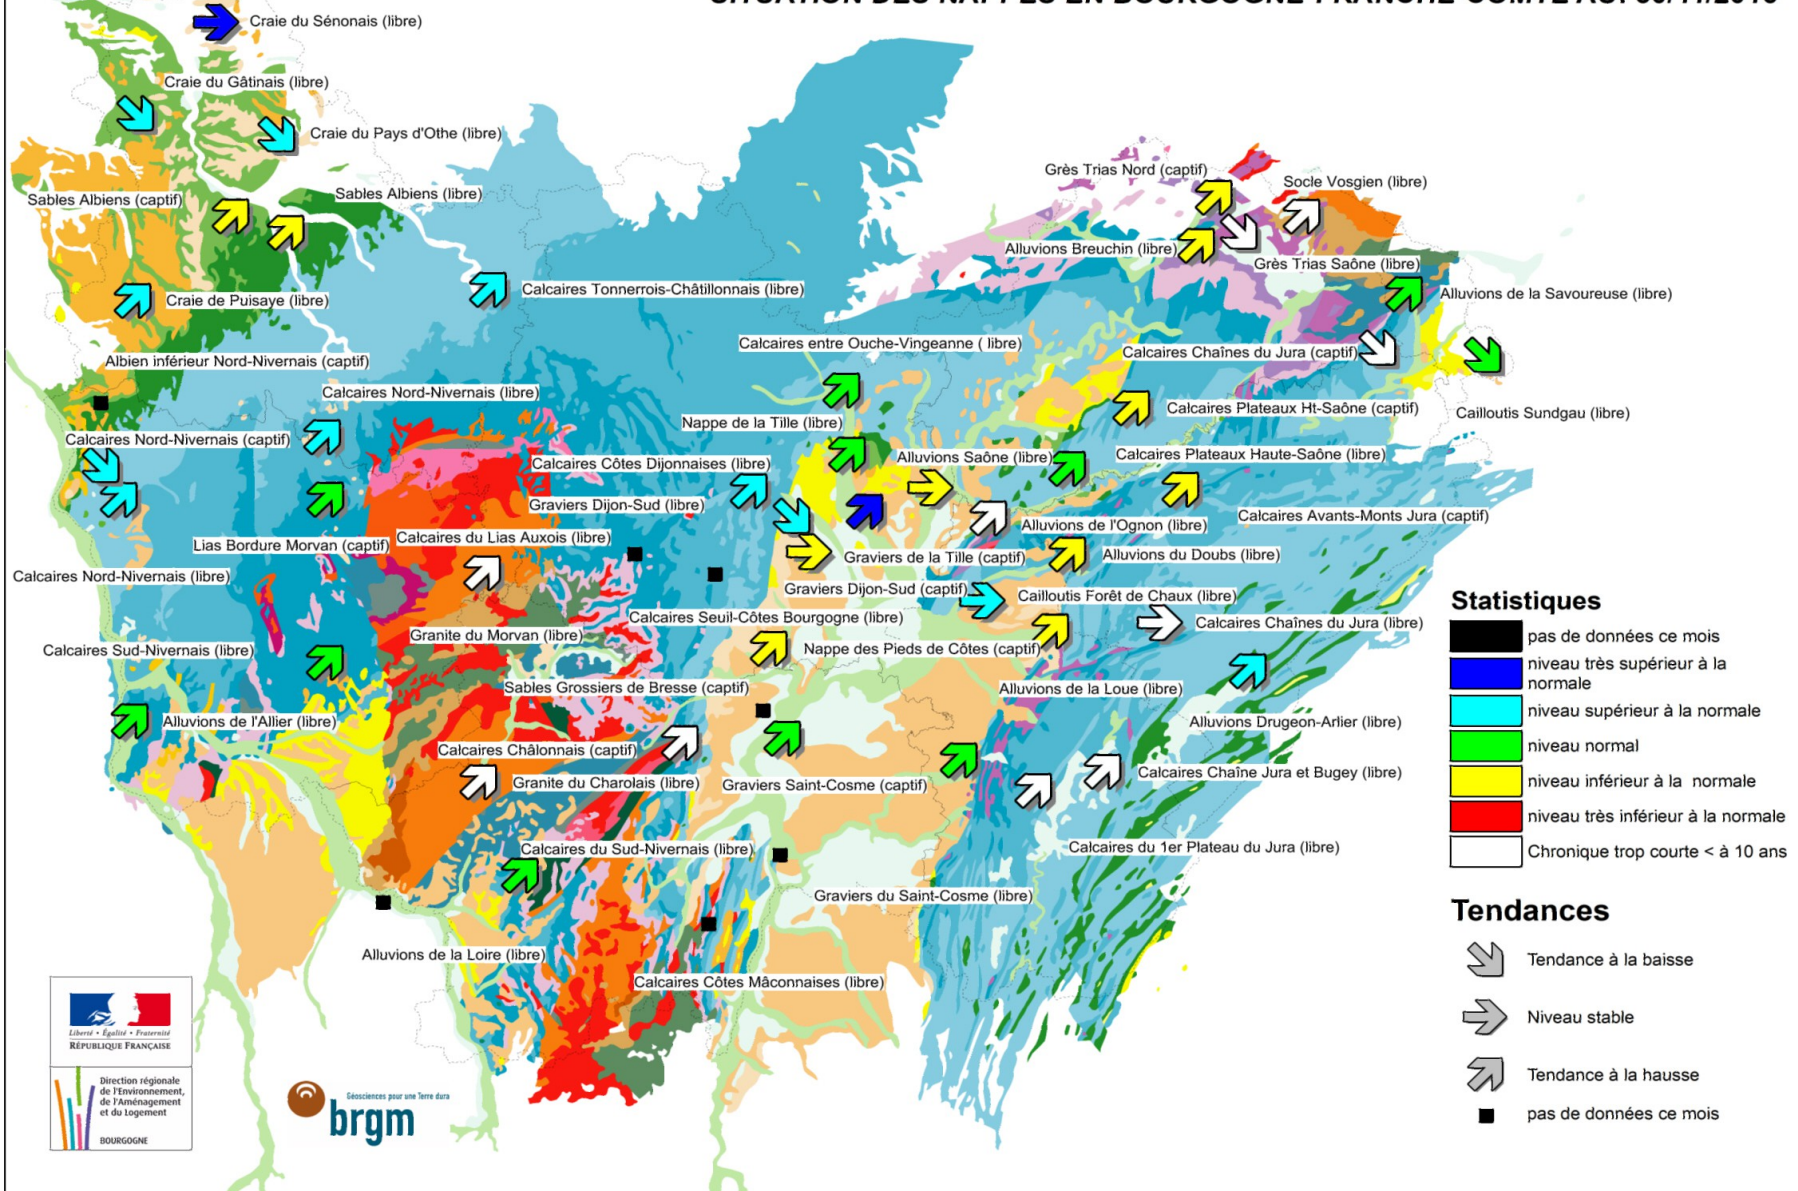 SITUATION DES NAPPES EN BOURGOGNE-FRANCHE-COMTE AU:
Craie du Sénonais (libre)
Craie du Gâtinais (libre)
Craie du Pays d'Othe (libre)
Sables Albiens (captif)
Sables Albiens (libre)
Grès Trias Nord (captif)
Socle Vosgien (libre)
Alluvions Breuchin (libre)
Grès Trias Saône (libre)
Craie de Puisaye (libre)
Calcaires Tonnerrois-Châtillonnais (libre)
Alluvions de la Savoureuse (libre)
Albien inférieur Nord-Nivernais (captif)
Calcaires entre Ouche-Vingeanne ( libre)
Calcaires Chaînes du Jura (captif)
Calcaires Nord-Nivernais (libre)
Nappe de la Tille (libre)
Calcaires Plateaux Ht-Saône (captif)
Cailloutis Sundgau (libre)
Calcaires Nord-Nivernais (captif)
Calcaires Côtes Dijonnaises (libre)
Alluvions Saône (libre)
Calcaires Plateaux Haute-Saône (libre)
Graviers Dijon-Sud (libre)
Calcaires Avants-Monts Jura (captif)
Alluvions de l'Ognon (libre)
Lias Bordure Morvan (captif)
Calcaires du Lias Auxois (libre)
Graviers de la Tille (captif)
Alluvions du Doubs (libre)
Calcaires Nord-Nivernais (libre)
Graviers Dijon-Sud (captif)
Cailloutis Forêt de Chaux (libre)
Calcaires Seuil-Côtes Bourgogne (libre)
Calcaires Chaînes du Jura (libre)
Granite du Morvan (libre)
Calcaires Sud-Nivernais (libre)
Nappe des Pieds de Côtes (captif)
Sables Grossiers de Bresse (captif)
Alluvions de la Loue (libre)
Alluvions de l'Allier (libre)
Alluvions Drugeon-Arlier (libre)
Calcaires Châlonnais (captif)
Granite du Charolais (libre)
Graviers Saint-Cosme (captif)
Calcaires Chaîne Jura et Bugey (libre)
Calcaires du Sud-Nivernais (libre)
Calcaires du 1er Plateau du Jura (libre)
Graviers du Saint-Cosme (libre)
Alluvions de la Loire (libre)
Calcaires Côtes Mâconnaises (libre)
Statistiques
pas de données ce mois
niveau très supérieur à la
normale
niveau supérieur à la normale
niveau normal
niveau inférieur à la normale
niveau très inférieur à la normale
Chronique trop courte < à 10 ans
Tendances
Tendance à la baisse
Niveau stable
Tendance à la hausse
pas de données ce mois
Liberté • Égalité • Fraternité
RÉPUBLIQUE FRANÇAISE
Direction régionale
de l'Environnement,
de l'Aménagement
et du Logement
BOURGOGNE
Géosciences pour une Terre durable
brgm